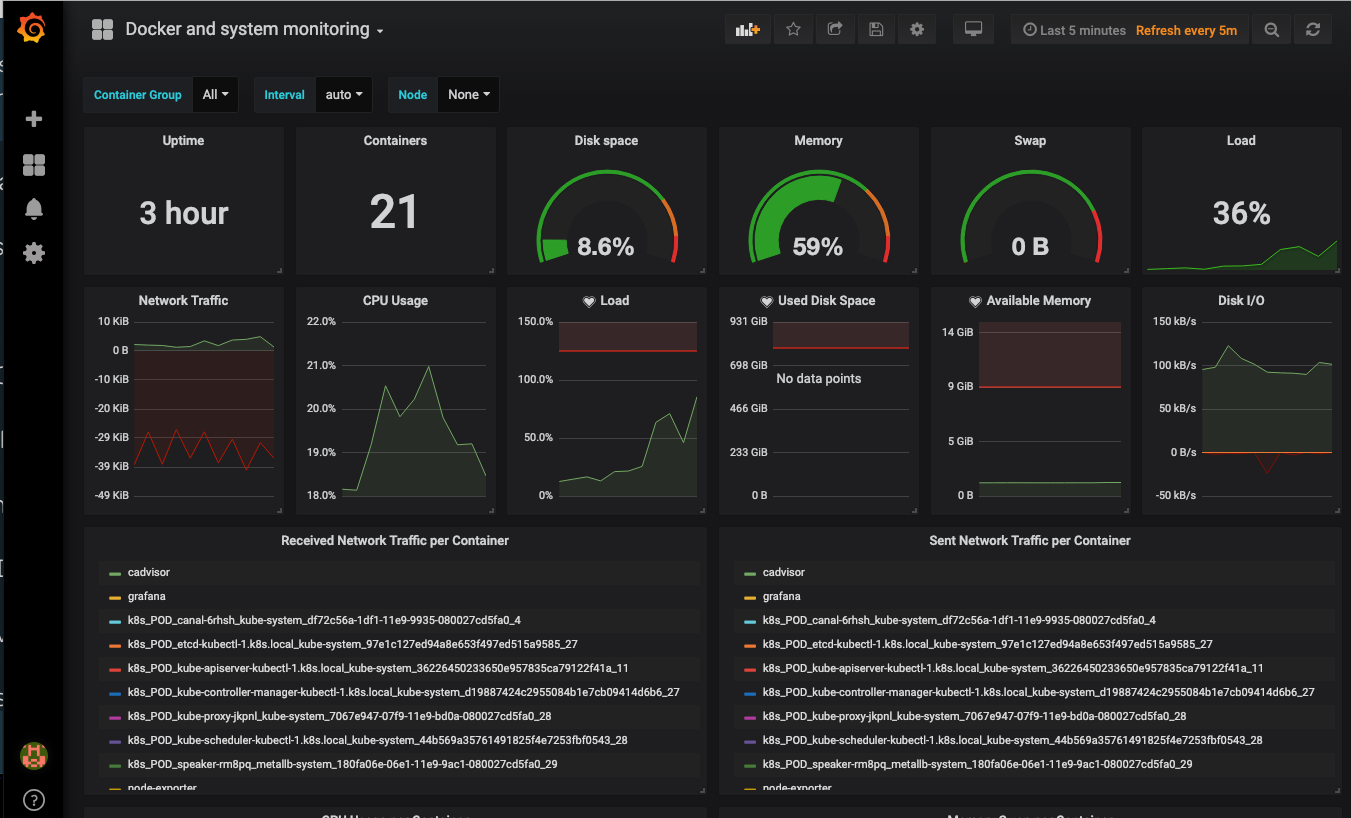 Docker and system monitoring
Last 5 minutes Refresh every 5m
Container Group All Interval auto Node None
Uptime
3 hour
Containers
21
Disk space
8.6%
Memory
59%
Swap
0 B
Load
36%
Network Traffic
10 KiB
0 B
-10 KiB
-20 KiB
-29 KiB
-39 KiB
-49 KiB
CPU Usage
22.0%
21.0%
20.0%
19.0%
18.0%
Load
150.0%
100.0%
50.0%
0%
Used Disk Space
931 GiB
698 GiB
No data points
466 GiB
233 GiB
0 B
Available Memory
14 GiB
9 GiB
5 GiB
0 B
Disk I/O
150 kB/s
100 kB/s
50 kB/s
0 B/s
-50 kB/s
Received Network Traffic per Container
cadvisor
grafana
k8s_POD_canal-6rhsh_kube-system_df72c56a-1df1-11e9-9935-080027cd5fa0_4
k8s_POD_etcd-kubectl-1.k8s.local_kube-system_97e1c127ed94a8e653f497ed515a9585_27
k8s_POD_kube-apiserver-kubectl-1.k8s.local_kube-system_36226450233650e957835ca79122f41a_11
k8s_POD_kube-controller-manager-kubectl-1.k8s.local_kube-system_d19887424c2955084b1e7cb09414d6b6_27
k8s_POD_kube-proxy-jkpnl_kube-system_7067e947-07f9-11e9-bd0a-080027cd5fa0_28
k8s_POD_kube-scheduler-kubectl-1.k8s.local_kube-system_44b569a35761491825f4e7253fbf0543_28
k8s_POD_speaker-rm8pq_metallb-system_180fa06e-06e1-11e9-9ac1-080027cd5fa0_29
node-exporter
Sent Network Traffic per Container
cadvisor
grafana
k8s_POD_canal-6rhsh_kube-system_df72c56a-1df1-11e9-9935-080027cd5fa0_4
k8s_POD_etcd-kubectl-1.k8s.local_kube-system_97e1c127ed94a8e653f497ed515a9585_27
k8s_POD_kube-apiserver-kubectl-1.k8s.local_kube-system_36226450233650e957835ca79122f41a_11
k8s_POD_kube-controller-manager-kubectl-1.k8s.local_kube-system_d19887424c2955084b1e7cb09414d6b6_27
k8s_POD_kube-proxy-jkpnl_kube-system_7067e947-07f9-11e9-bd0a-080027cd5fa0_28
k8s_POD_kube-scheduler-kubectl-1.k8s.local_kube-system_44b569a35761491825f4e7253fbf0543_28
k8s_POD_speaker-rm8pq_metallb-system_180fa06e-06e1-11e9-9ac1-080027cd5fa0_29
node-exporter
CPU Usage per Container